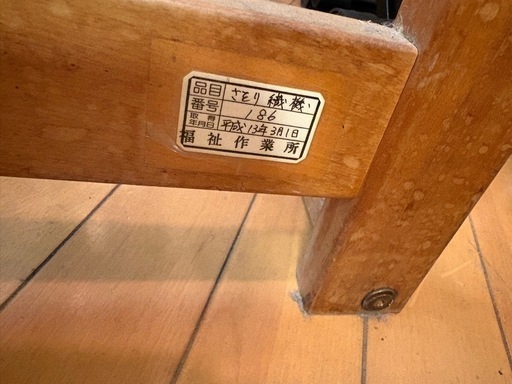 品目 さをり織機
番号 186
取得年月日 平成13年3月1日
福祉作業所